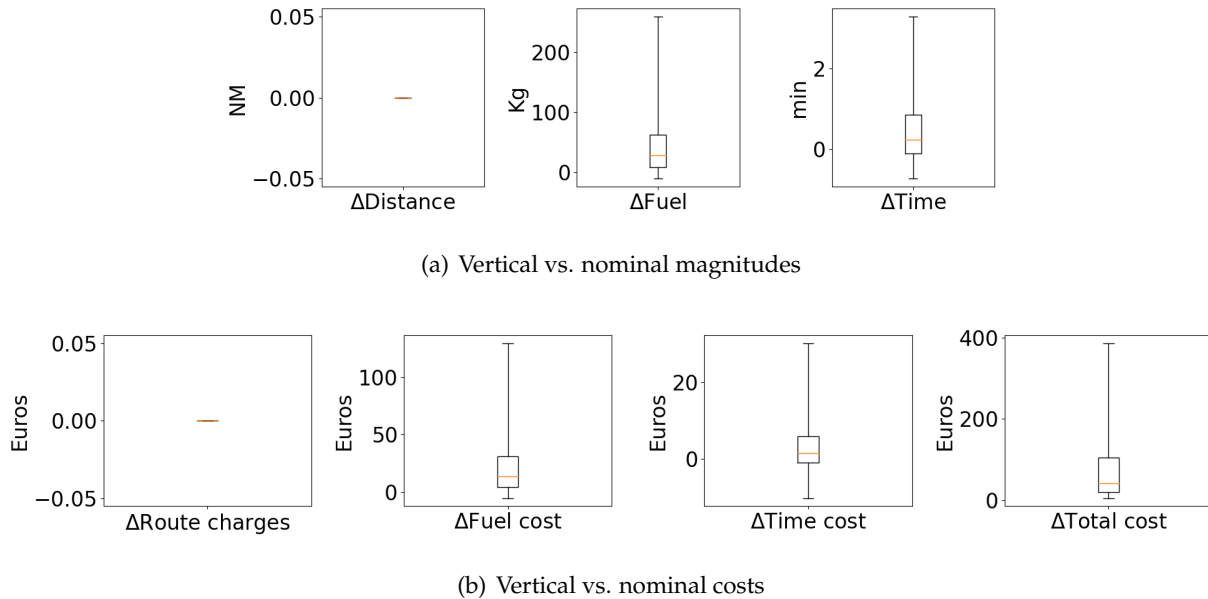 0.05
0.00
−0.05
NM
ΔDistance
200
100
0
Kg
ΔFuel
2
0
min
ΔTime
(a) Vertical vs. nominal magnitudes
0.05
0.00
−0.05
Euros
ΔRoute charges
100
50
0
Euros
ΔFuel cost
20
0
Euros
ΔTime cost
400
200
0
Euros
ΔTotal cost
(b) Vertical vs. nominal costs